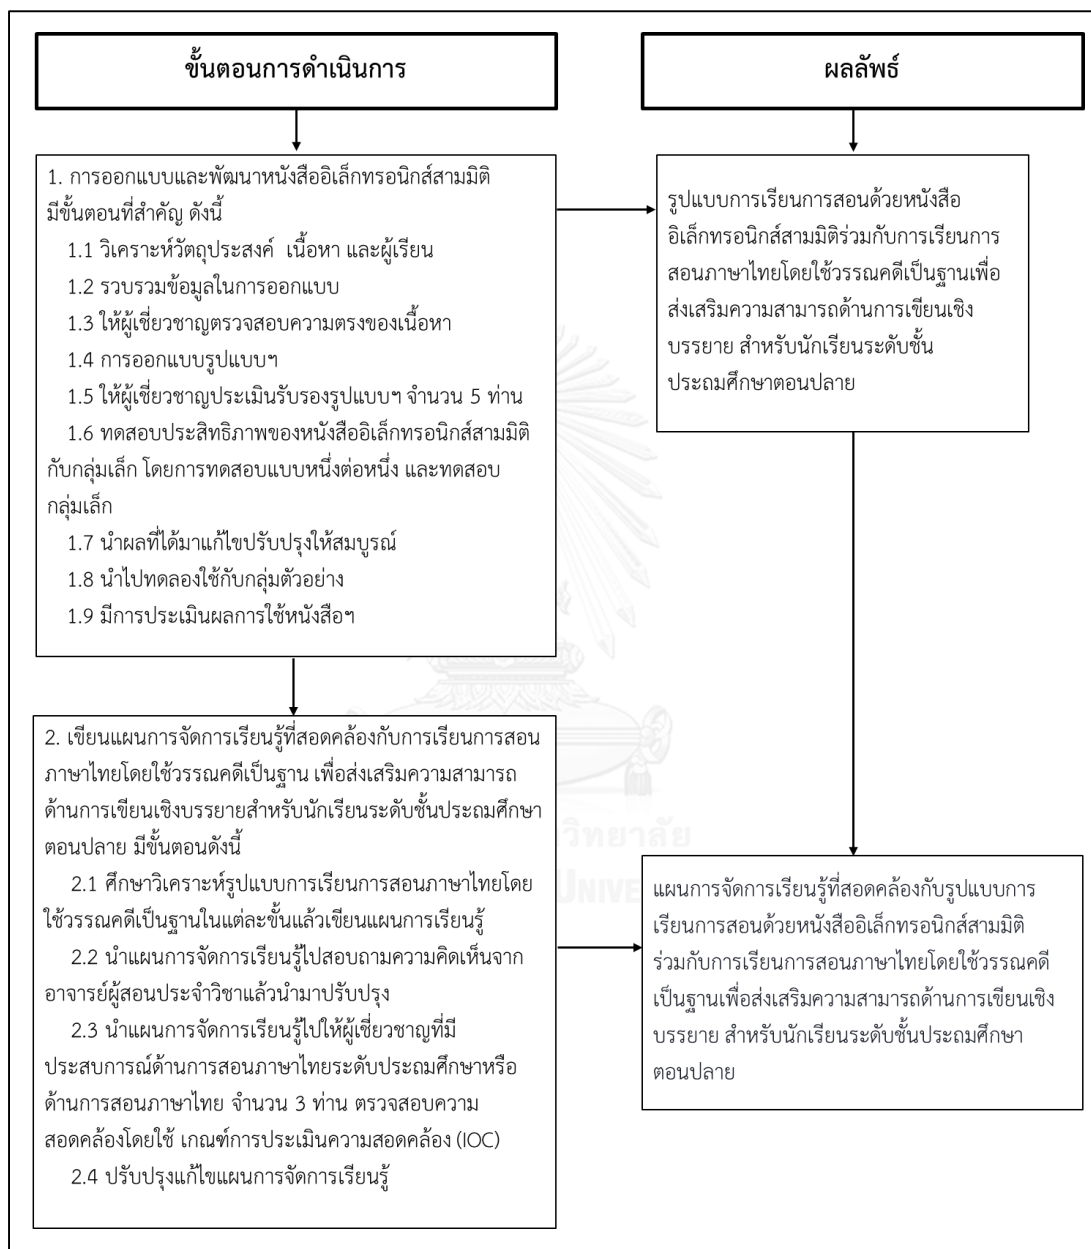 ขั้นตอนการดำเนินการ
ผลลัพธ์
1. การออกแบบและพัฒนาหนังสืออิเล็กทรอนิกส์สามมิติ
มีขั้นตอนที่สำคัญ ดังนี้
1.1 วิเคราะห์วัตถุประสงค์ เนื้อหา และผู้เรียน
1.2 รวบรวมข้อมูลในการออกแบบ
1.3 ให้ผู้เชี่ยวชาญตรวจสอบความตรงของเนื้อหา
1.4 การออกแบบรูปแบบฯ
1.5 ให้ผู้เชี่ยวชาญประเมินรับรองรูปแบบฯ จำนวน 5 ท่าน
1.6 ทดสอบประสิทธิภาพของหนังสืออิเล็กทรอนิกส์สามมิติ
กับกลุ่มเล็ก โดยการทดสอบแบบหนึ่งต่อหนึ่ง และทดสอบ
กลุ่มเล็ก
1.7 นำผลที่ได้มาแก้ไขปรับปรุงให้สมบูรณ์
1.8 นำไปทดลองใช้กับกลุ่มตัวอย่าง
1.9 มีการประเมินผลการใช้หนังสือฯ
รูปแบบการเรียนการสอนด้วยหนังสือ
อิเล็กทรอนิกส์สามมิติร่วมกับการเรียนการ
สอนภาษาไทยโดยใช้วรรณคดีเป็นฐานเพื่อ
ส่งเสริมความสามารถด้านการเขียนเชิง
บรรยาย สำหรับนักเรียนระดับชั้น
ประถมศึกษาตอนปลาย
2. เขียนแผนการจัดการเรียนรู้ที่สอดคล้องกับการเรียนการสอน
ภาษาไทยโดยใช้วรรณคดีเป็นฐาน เพื่อส่งเสริมความสามารถ
ด้านการเขียนเชิงบรรยายสำหรับนักเรียนระดับชั้นประถมศึกษา
ตอนปลาย มีขั้นตอนดังนี้
2.1 ศึกษาวิเคราะห์รูปแบบการเรียนการสอนภาษาไทยโดย
ใช้วรรณคดีเป็นฐานในแต่ละขั้นแล้วเขียนแผนการเรียนรู้
2.2 นำแผนการจัดการเรียนรู้ไปสอบถามความคิดเห็นจาก
อาจารย์ผู้สอนประจำวิชาแล้วนำมาปรับปรุง
2.3 นำแผนการจัดการเรียนรู้ไปให้ผู้เชี่ยวชาญที่มี
ประสบการณ์ด้านการสอนภาษาไทยระดับประถมศึกษาหรือ
ด้านการสอนภาษาไทย จำนวน 3 ท่าน ตรวจสอบความ
สอดคล้องโดยใช้ เกณฑ์การประเมินความสอดคล้อง (IOC)
2.4 ปรับปรุงแก้ไขแผนการจัดการเรียนรู้
แผนการจัดการเรียนรู้ที่สอดคล้องกับรูปแบบการ
เรียนการสอนด้วยหนังสืออิเล็กทรอนิกส์สามมิติ
ร่วมกับการเรียนการสอนภาษาไทยโดยใช้วรรณคดี
เป็นฐานเพื่อส่งเสริมความสามารถด้านการเขียนเชิง
บรรยาย สำหรับนักเรียนระดับชั้นประถมศึกษา
ตอนปลาย